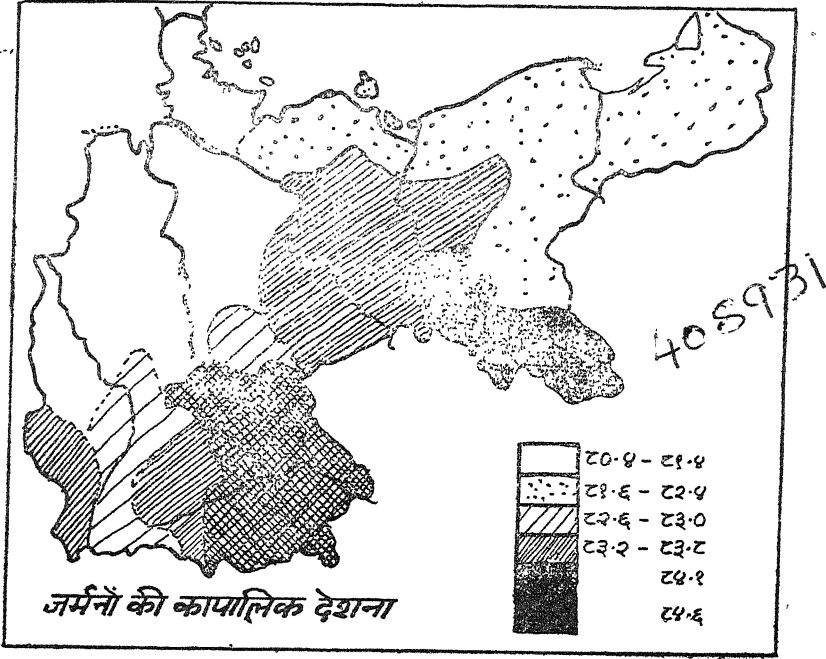 405931
८०.४ – ८१.४
८१.६ – ८२.४
८२.६ – ८३.०
८३.२ – ८३.८
८४.१
८४.६
जर्मनों की कापालिक देशना